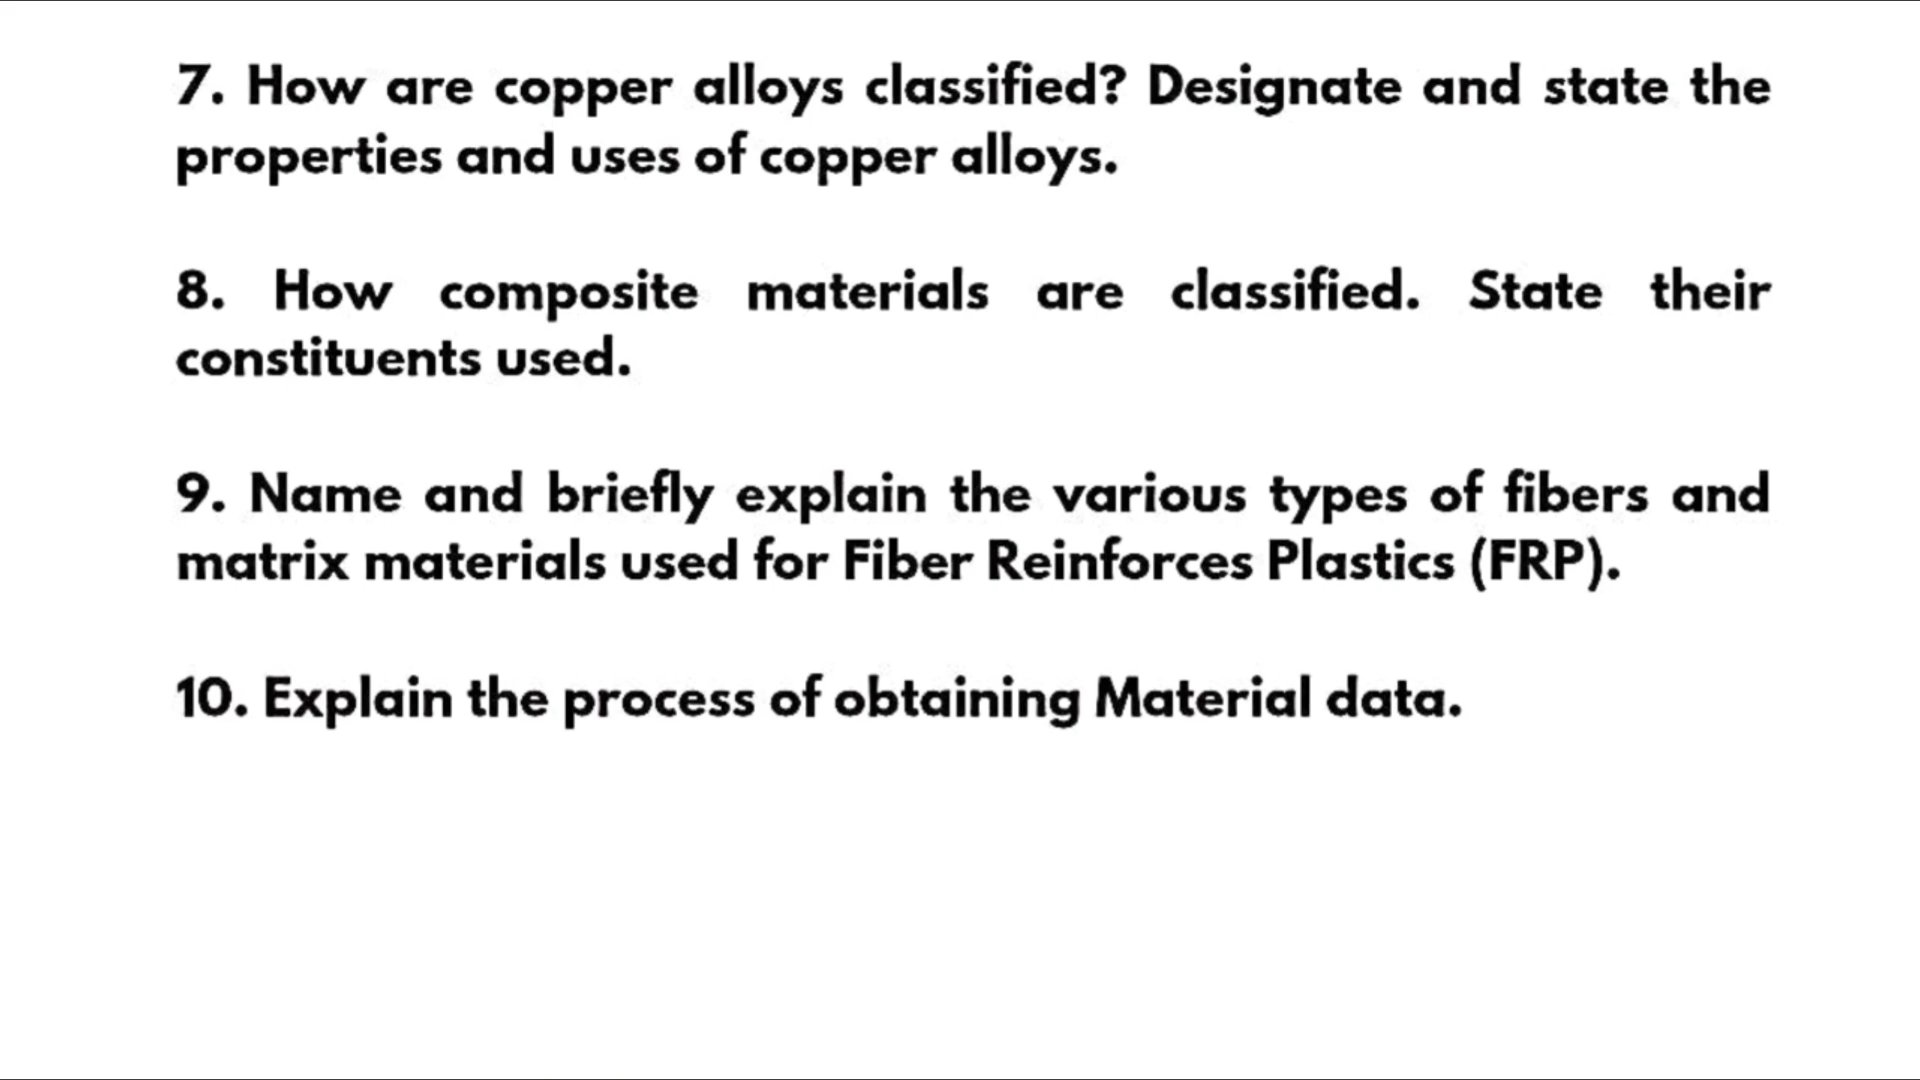 7. How are copper alloys classified? Designate and state the
properties and uses of copper alloys.
8. How composite materials are classified. State their
constituents used.
9. Name and briefly explain the various types of fibers and
matrix materials used for Fiber Reinforces Plastics (FRP).
10. Explain the process of obtaining Material data.